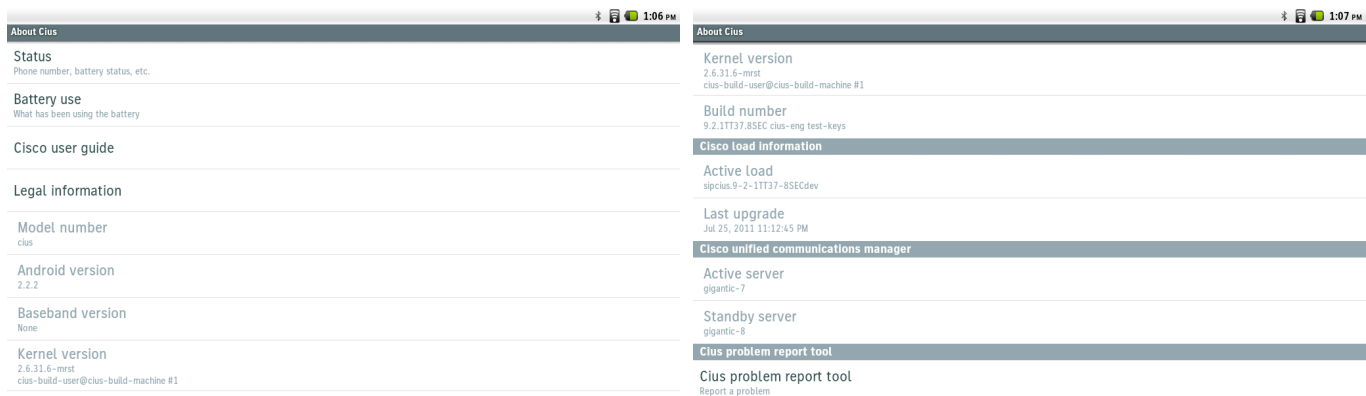 1:06 PM
About Cius
Status
Phone number, battery status, etc.
Battery use
What has been using the battery
Cisco user guide
Legal information
Model number
cius
Android version
2.2.2
Baseband version
None
Kernel version
2.6.31.6-mrst
cius-build-user@cius-build-machine #1
1:07 PM
About Cius
Kernel version
2.6.31.6-mrst
cius-build-user@cius-build-machine #1
Build number
9.2.1TT37.8SEC cius-eng test-keys
Cisco load information
Active load
sipcius.9-2-1TT37-8SECdev
Last upgrade
Jul 25, 2011 11:12:45 PM
Cisco unified communications manager
Active server
gigantic-7
Standby server
gigantic-8
Cius problem report tool
Cius problem report tool
Report a problem